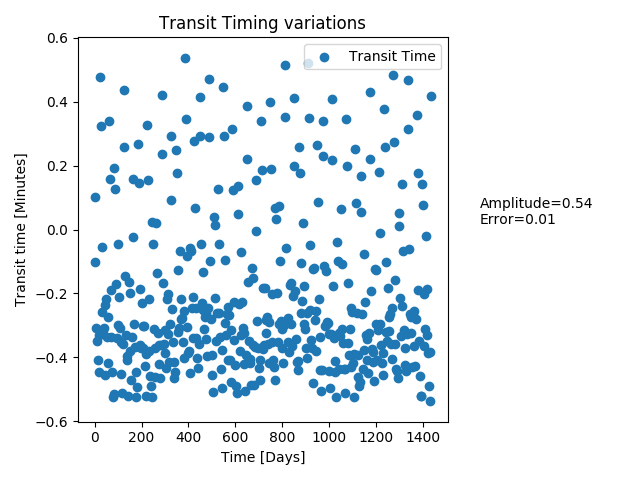 Transit Timing variations
Transit Time
Transit time [Minutes]
0.6
0.4
0.2
0.0
−0.2
−0.4
−0.6
0
200
400
600
800
1000
1200
1400
Time [Days]
Amplitude=0.54
Error=0.01